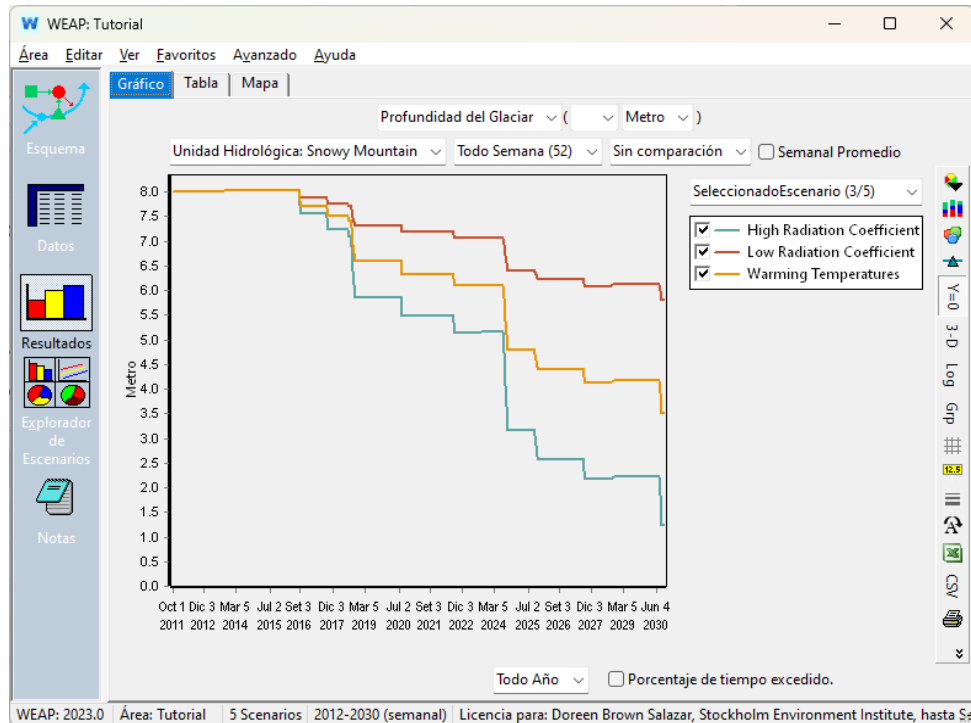 WEAP: Tutorial
Área Editar Ver Favoritos Avanzado Ayuda
Gráfico Tabla Mapa
Profundidad del Glaciar ( Metro )
Unidad Hidrológica: Snowy Mountain Todo Semana (52) Sin comparación Semanal Promedio
SeleccionadoEscenario (3/5)
High Radiation Coefficient
Low Radiation Coefficient
Warming Temperatures
Esquema
Datos
Resultados
Explorador
de
Escenarios
Notas
Metro
8.0
7.5
7.0
6.5
6.0
5.5
5.0
4.5
4.0
3.5
3.0
2.5
2.0
1.5
1.0
0.5
0.0
Oct 1 Dic 3 Mar 5 Jul 2 Set 3 Dic 3 Mar 5 Jul 2 Set 3 Dic 3 Mar 5 Jul 2 Set 3 Dic 3 Mar 5 Jun 4
2011 2012 2014 2015 2016 2017 2019 2020 2021 2022 2024 2025 2026 2027 2029 2030
Y=0
3-D
Log
Grp
12.5
CSV
Todo Año Porcentaje de tiempo excedido.
WEAP: 2023.0 Área: Tutorial 5 Scenarios 2012-2030 (semanal) Licencia para: Doreen Brown Salazar, Stockholm Environment Institute, hasta S